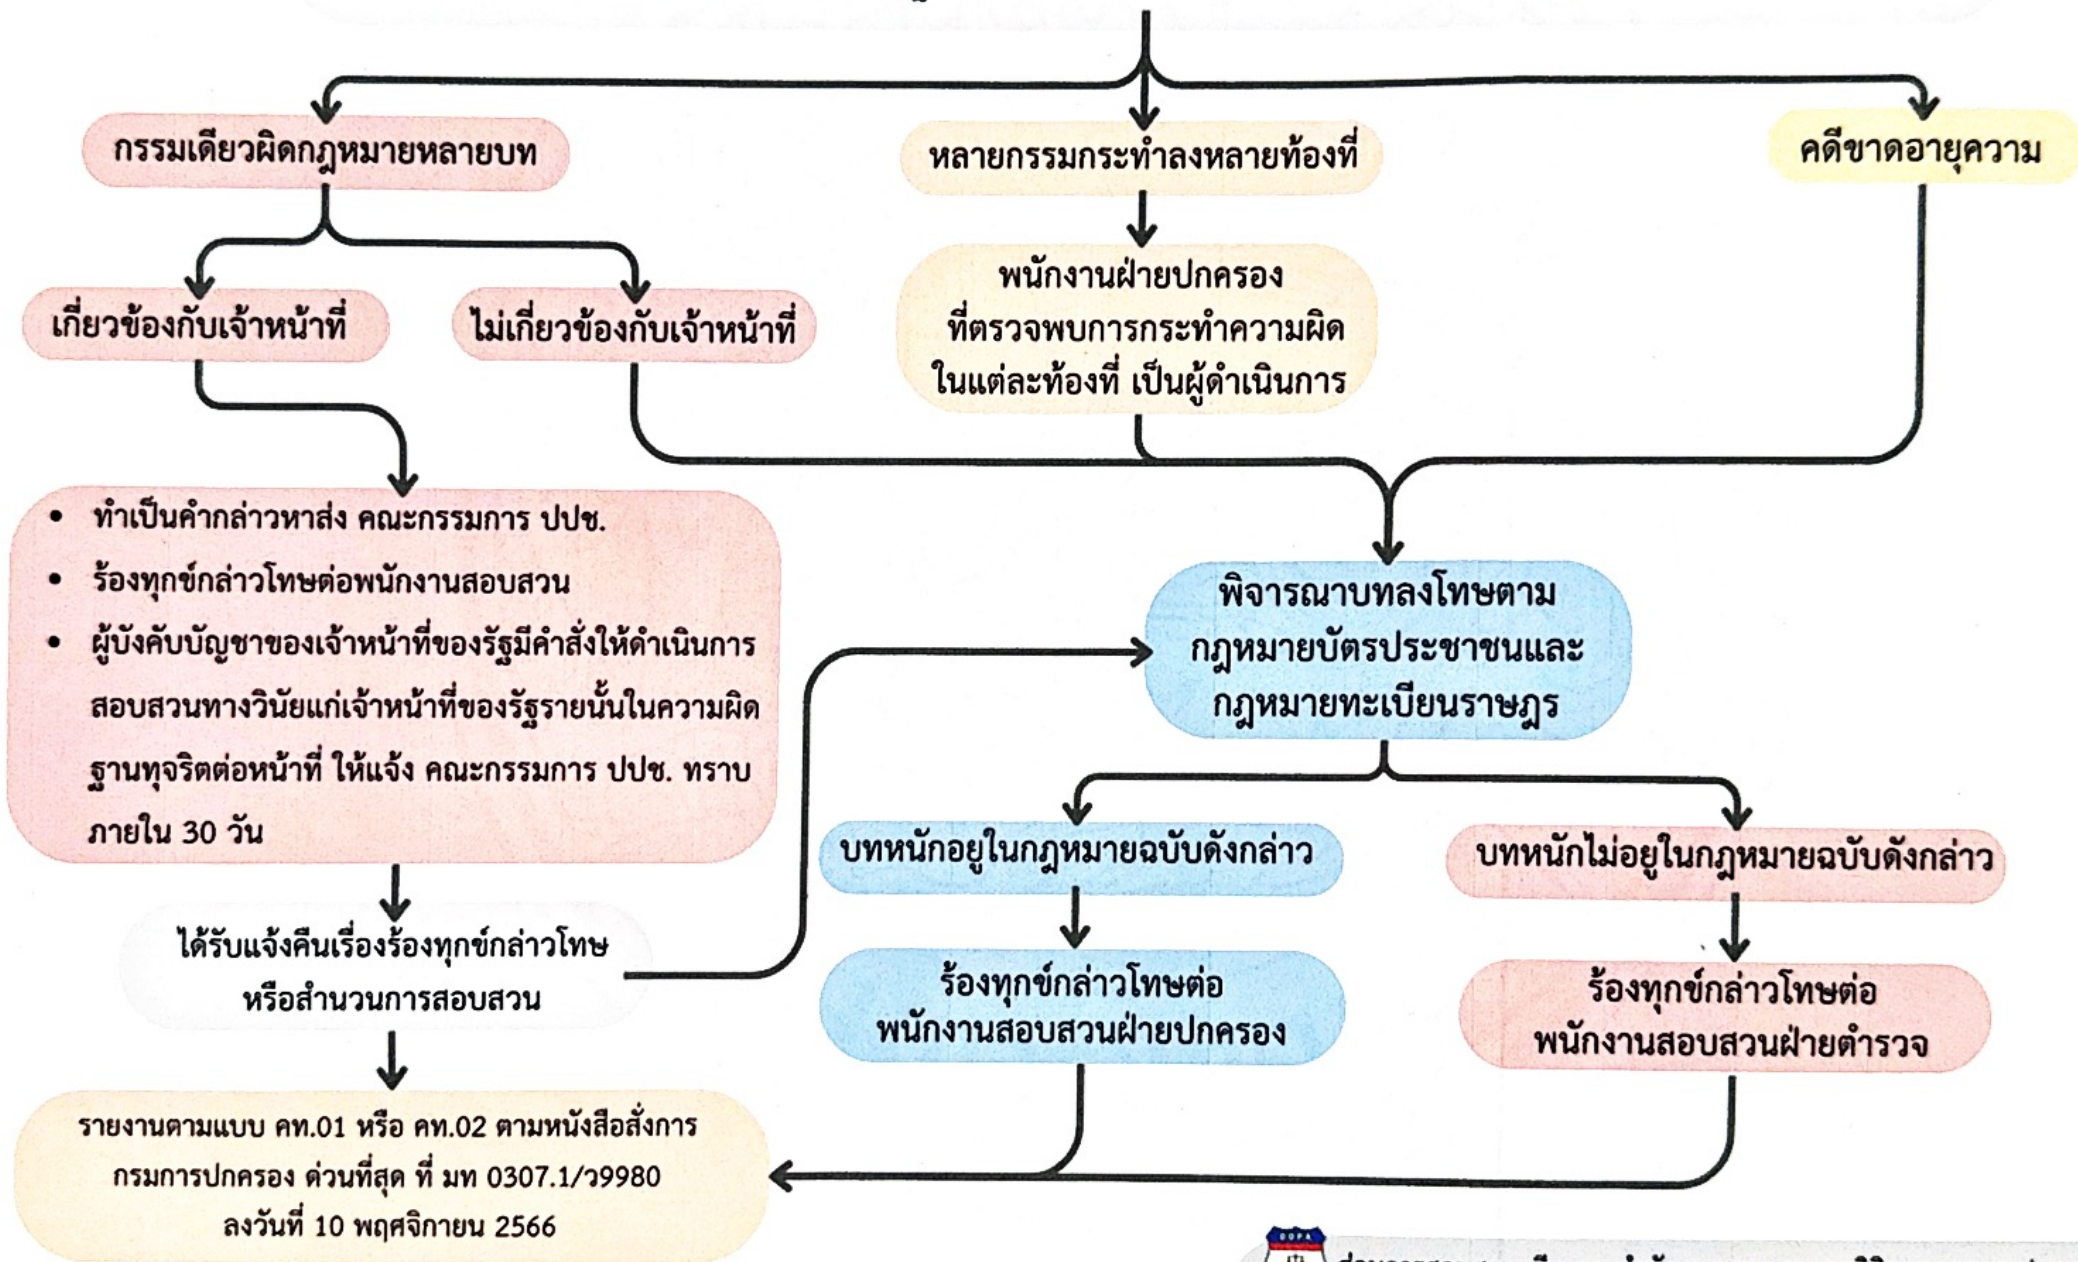 กรรมเดียวผิดกฎหมายหลายบท
หลายกรรมกระทำลงหลายท้องที่
คดีขาดอายุความ
เกี่ยวข้องกับเจ้าหน้าที่
ไม่เกี่ยวข้องกับเจ้าหน้าที่
พนักงานฝ่ายปกครอง
ที่ตรวจพบการกระทำความผิด
ในแต่ละท้องที่ เป็นผู้ดำเนินการ
• ทำเป็นคำกล่าวหาส่ง คณะกรรมการ ปปช.
• ร้องทุกข์กล่าวโทษต่อพนักงานสอบสวน
• ผู้บังคับบัญชาของเจ้าหน้าที่ของรัฐมีคำสั่งให้ดำเนินการ
สอบสวนทางวินัยแก่เจ้าหน้าที่ของรัฐรายนั้นในความผิด
ฐานทุจริตต่อหน้าที่ ให้แจ้ง คณะกรรมการ ปปช. ทราบ
ภายใน 30 วัน
พิจารณาบทลงโทษตาม
กฎหมายบัตรประชาชนและ
กฎหมายทะเบียนราษฎร
บทหนักอยู่ในกฎหมายฉบับดังกล่าว
บทหนักไม่อยู่ในกฎหมายฉบับดังกล่าว
ได้รับแจ้งคืนเรื่องร้องทุกข์กล่าวโทษ
หรือสำนวนการสอบสวน
ร้องทุกข์กล่าวโทษต่อ
พนักงานสอบสวนฝ่ายปกครอง
ร้องทุกข์กล่าวโทษต่อ
พนักงานสอบสวนฝ่ายตำรวจ
รายงานตามแบบ คท.01 หรือ คท.02 ตามหนังสือสั่งการ
กรมการปกครอง ด่วนที่สุด ที่ มท 0307.1/ว9980
ลงวันที่ 10 พฤศจิกายน 2566
DOPA